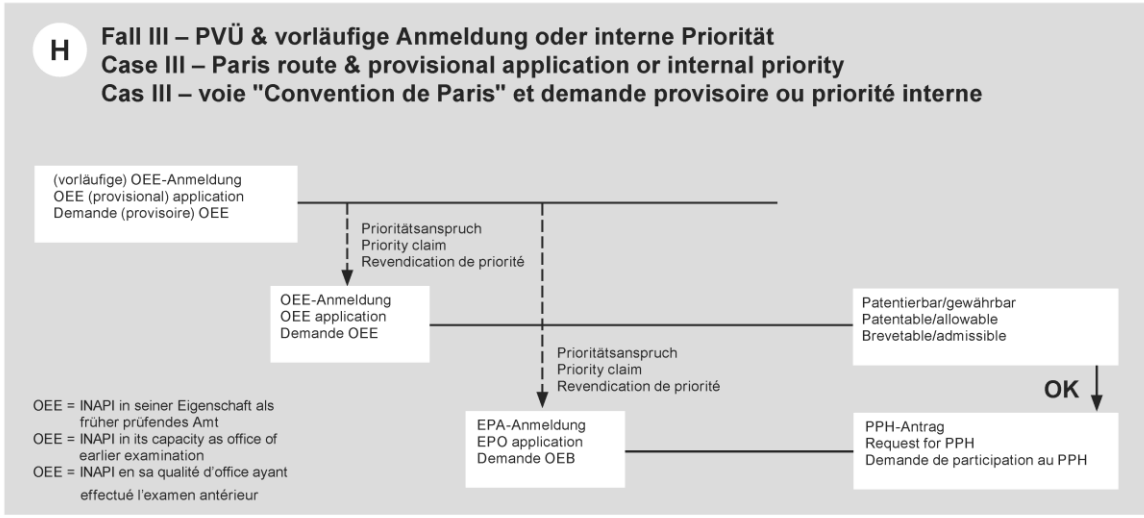 H
Fall III – PVÜ & vorläufige Anmeldung oder interne Priorität
Case III – Paris route & provisional application or internal priority
Cas III – voie "Convention de Paris" et demande provisoire ou priorité interne
(vorläufige) OEE-Anmeldung
OEE (provisional) application
Demande (provisoire) OEE
Prioritätsanspruch
Priority claim
Revendication de priorité
OEE-Anmeldung
OEE application
Demande OEE
Patentierbar/gewährbar
Patentable/allowable
Brevetable/admissible
Prioritätsanspruch
Priority claim
Revendication de priorité
OK
OEE = INAPI in seiner Eigenschaft als
früher prüfendes Amt
OEE = INAPI in its capacity as office of
earlier examination
OEE = INAPI en sa qualité d'office ayant
effectué l'examen antérieur
EPA-Anmeldung
EPO application
Demande OEB
PPH-Antrag
Request for PPH
Demande de participation au PPH